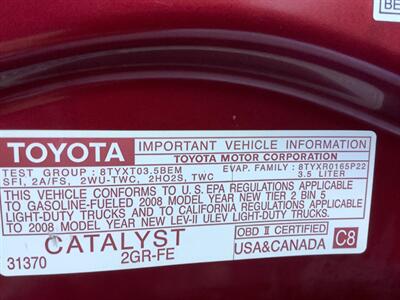 BE
TOYOTA
IMPORTANT VEHICLE INFORMATION
TOYOTA MOTOR CORPORATION
TEST GROUP : 8TYXT03.5BEM EVAP. FAMILY : 8TYXR0165P22
SFI, 2A/FS, 2WU-TWC, 2HO2S, TWC 3.5 LITER
THIS VEHICLE CONFORMS TO U.S. EPA REGULATIONS APPLICABLE
TO GASOLINE-FUELED 2008 MODEL YEAR NEW TIER 2 BIN 5
LIGHT-DUTY TRUCKS AND TO CALIFORNIA REGULATIONS APPLICABLE
TO 2008 MODEL YEAR NEW LEV-II ULEV LIGHT-DUTY TRUCKS.
CATALYST
OBD II CERTIFIED
31370 2GR-FE USA&CANADA C8